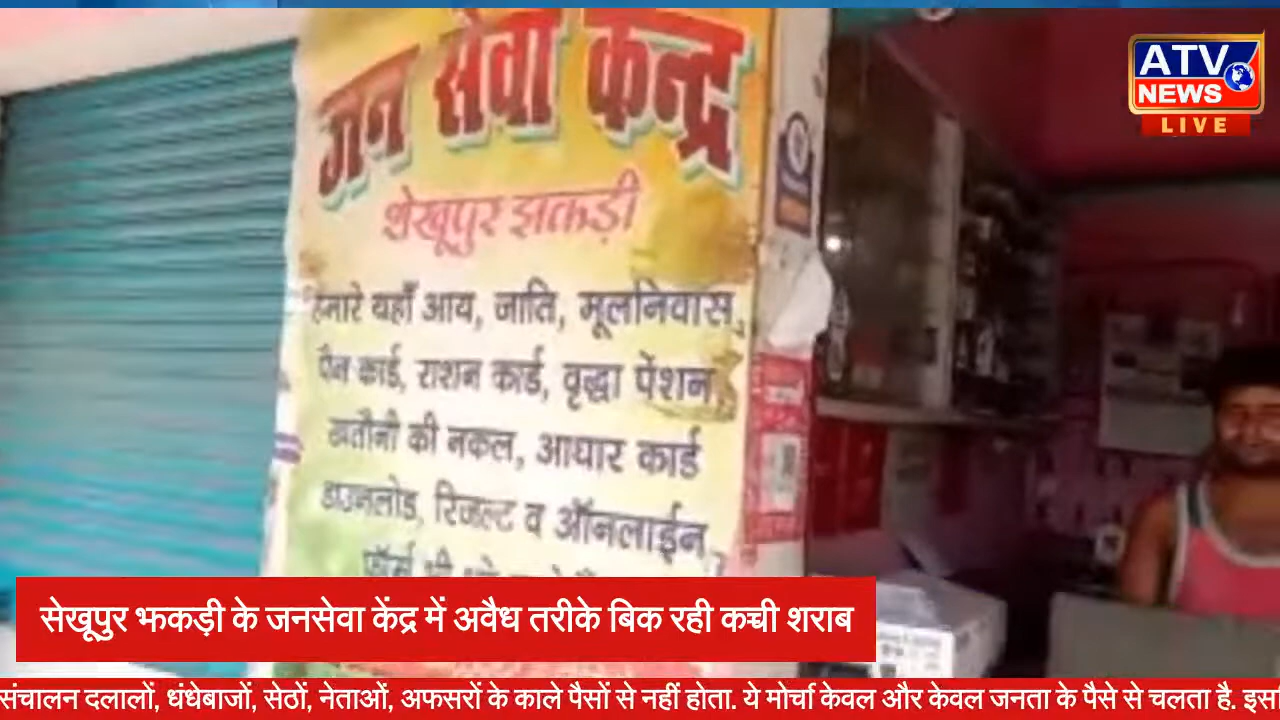 जन सेवा केन्द्र
शेखूपुर झकड़ी
हमारे यहाँ आय, जाति, मूलनिवास,
पैन कार्ड, राशन कार्ड, वृद्धा पेंशन,
खतौनी की नकल, आधार कार्ड
डाउनलोड, रिजल्ट व ऑनलाईन
फॉर्म भी
ATV
NEWS
LIVE
सेखूपुर झकड़ी के जनसेवा केंद्र में अवैध तरीके बिक रही कच्ची शराब
संचालन दलालों, धंधेबाजों, सेठों, नेताओं, अफसरों के काले पैसों से नहीं होता. ये मोर्चा केवल और केवल जनता के पैसे से चलता है. इसा